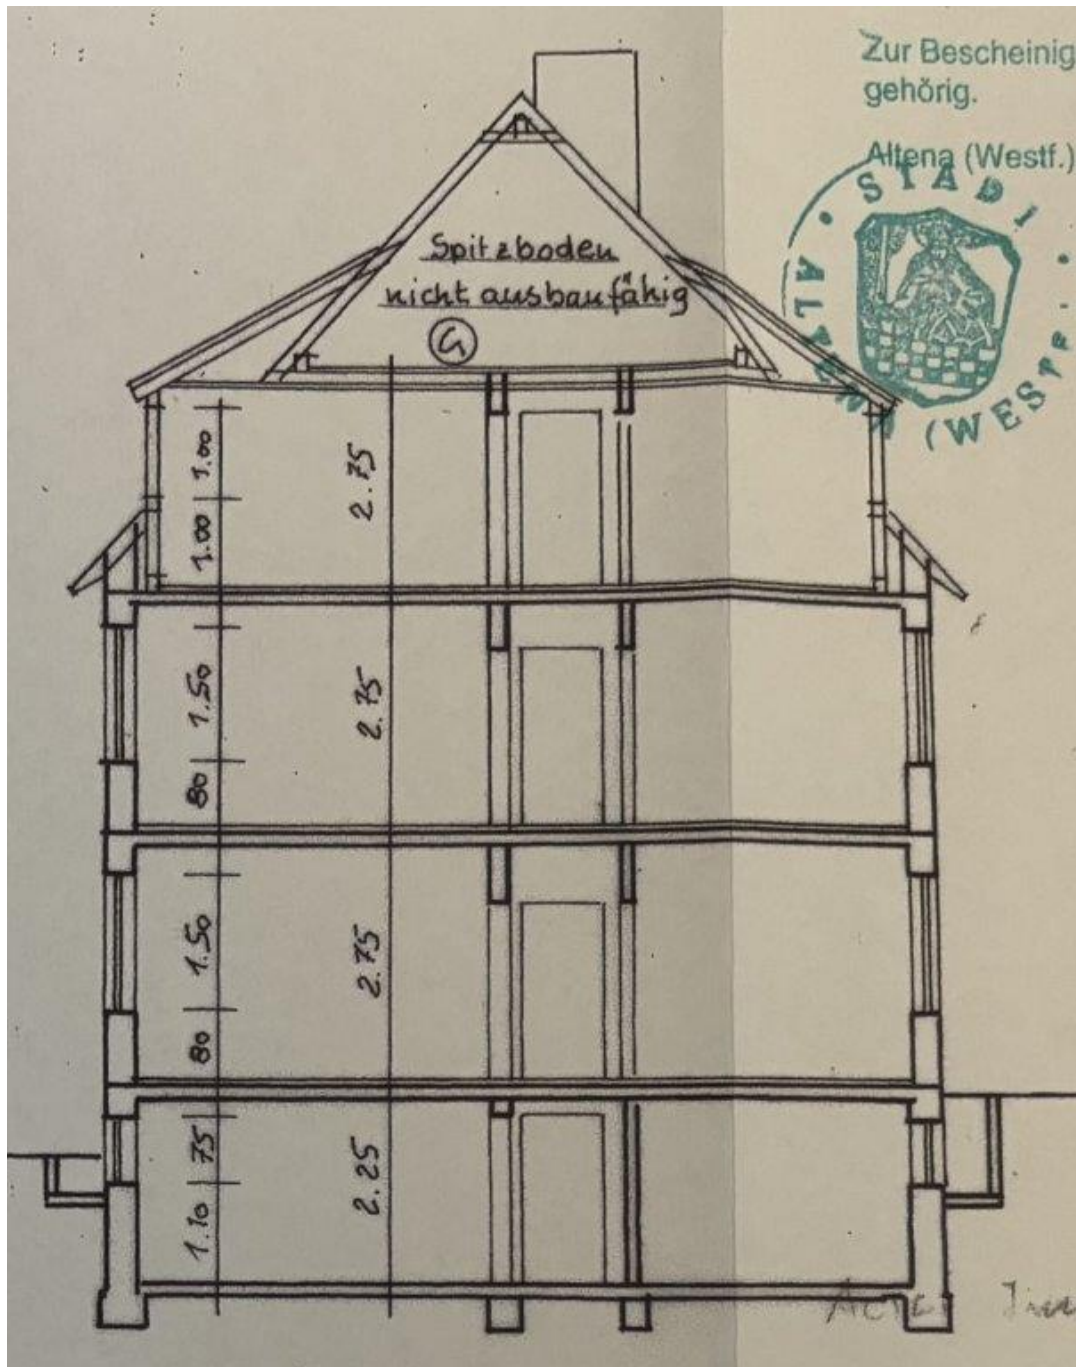 Zur Bescheinig
gehörig.
Altena (Westf.)
STADT
ALTENA (WESTF.)
Spitzboden
nicht ausbaufähig
G
1.00
2.75
1.00
1.50
2.75
80
1.50
2.75
80
75
2.25
1.10